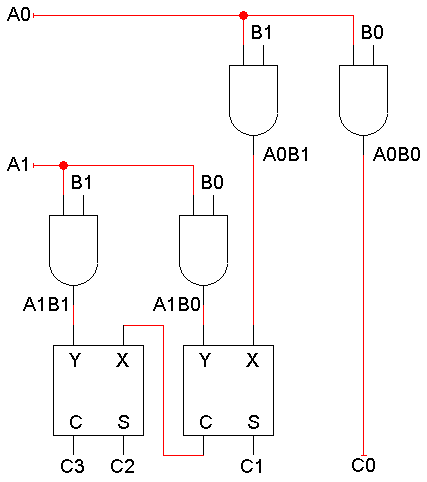 A0
B1 B0
A0B1 A0B0
A1
B1 B0
A1B1 A1B0
Y X Y X
C S C S
C3 C2 C1 C0